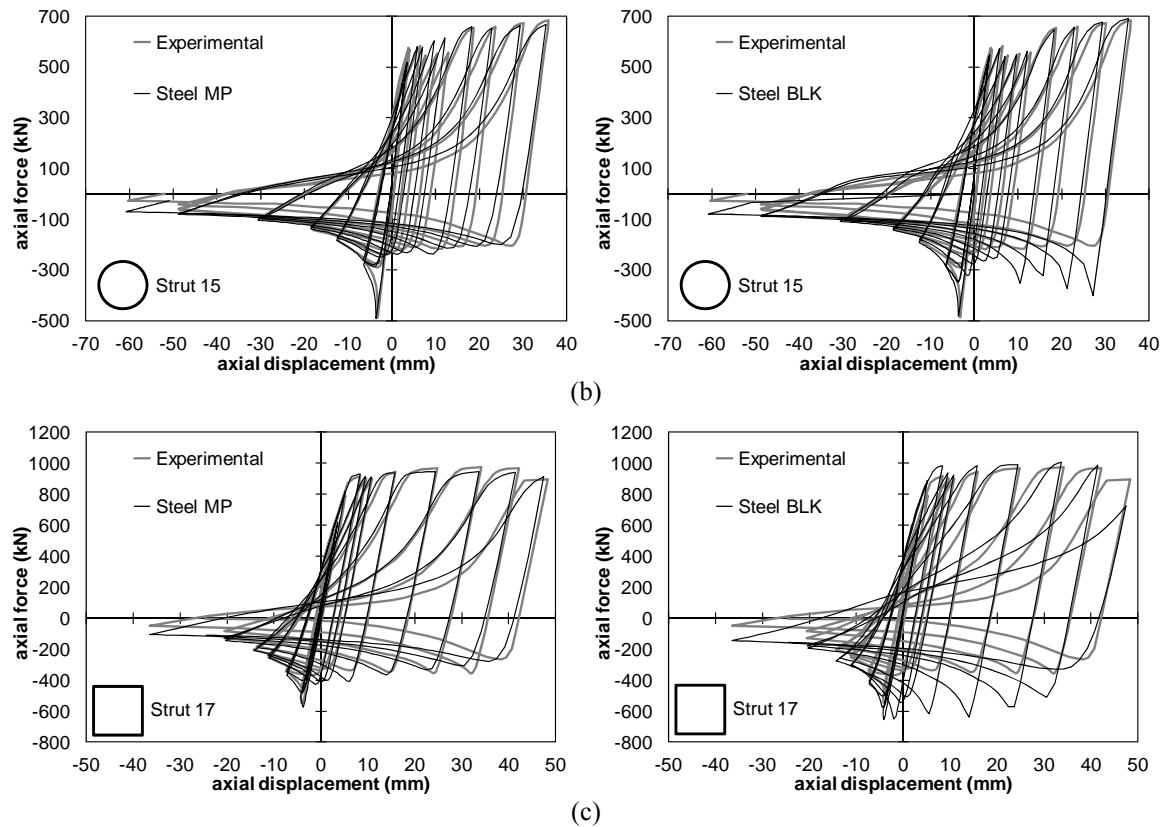 700
500
300
100
-100
-300
-500
axial force (kN)
Experimental
Steel MP
Strut 15
-70 -60 -50 -40 -30 -20 -10 0 10 20 30 40
axial displacement (mm)
700
500
300
100
-100
-300
-500
axial force (kN)
Experimental
Steel BLK
Strut 15
-70 -60 -50 -40 -30 -20 -10 0 10 20 30 40
axial displacement (mm)
(b)
1200
1000
800
600
400
200
0
-200
-400
-600
-800
axial force (kN)
Experimental
Steel MP
Strut 17
-50 -40 -30 -20 -10 0 10 20 30 40 50
axial displacement (mm)
1200
1000
800
600
400
200
0
-200
-400
-600
-800
axial force (kN)
Experimental
Steel BLK
Strut 17
-50 -40 -30 -20 -10 0 10 20 30 40 50
axial displacement (mm)
(c)